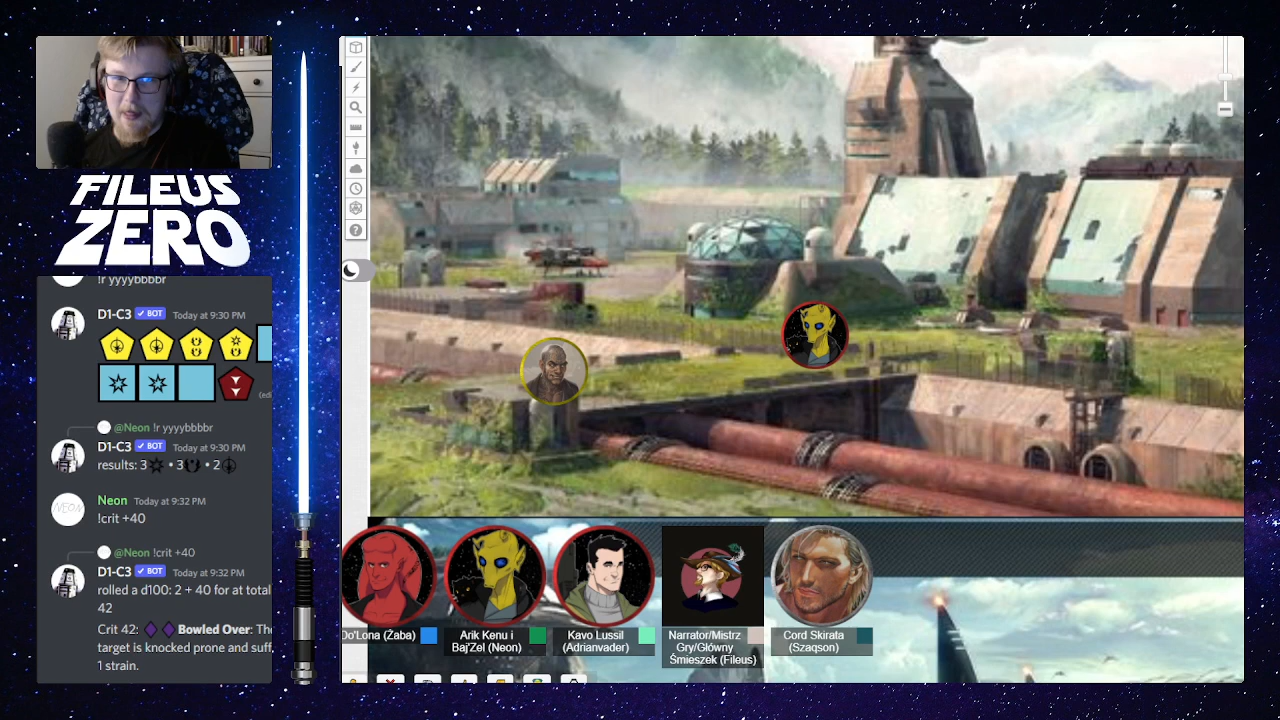 FILEUS
ZERO
!r yyyybbbbr
D1-C3 ✔ BOT Today at 9:30 PM
(edi
@Neon !r yyyybbbr
D1-C3 ✔ BOT Today at 9:30 PM
results: 3 • 3 • 2
NEON
Neon Today at 9:32 PM
!crit +40
@Neon !crit +40
D1-C3 ✔ BOT Today at 9:32 PM
rolled a d100: 2 + 40 for at total
42
Crit 42: Bowled Over: The
target is knocked prone and suff
1 strain.
Do'Lona (Żaba)
Arik Kenu i
Baj'Zel (Neon)
Kavo Lussil
(Adrianvader)
Narrator/Mistrz
Gry/Główny
Śmieszek (Fileus)
Cord Skirata
(Szaqson)